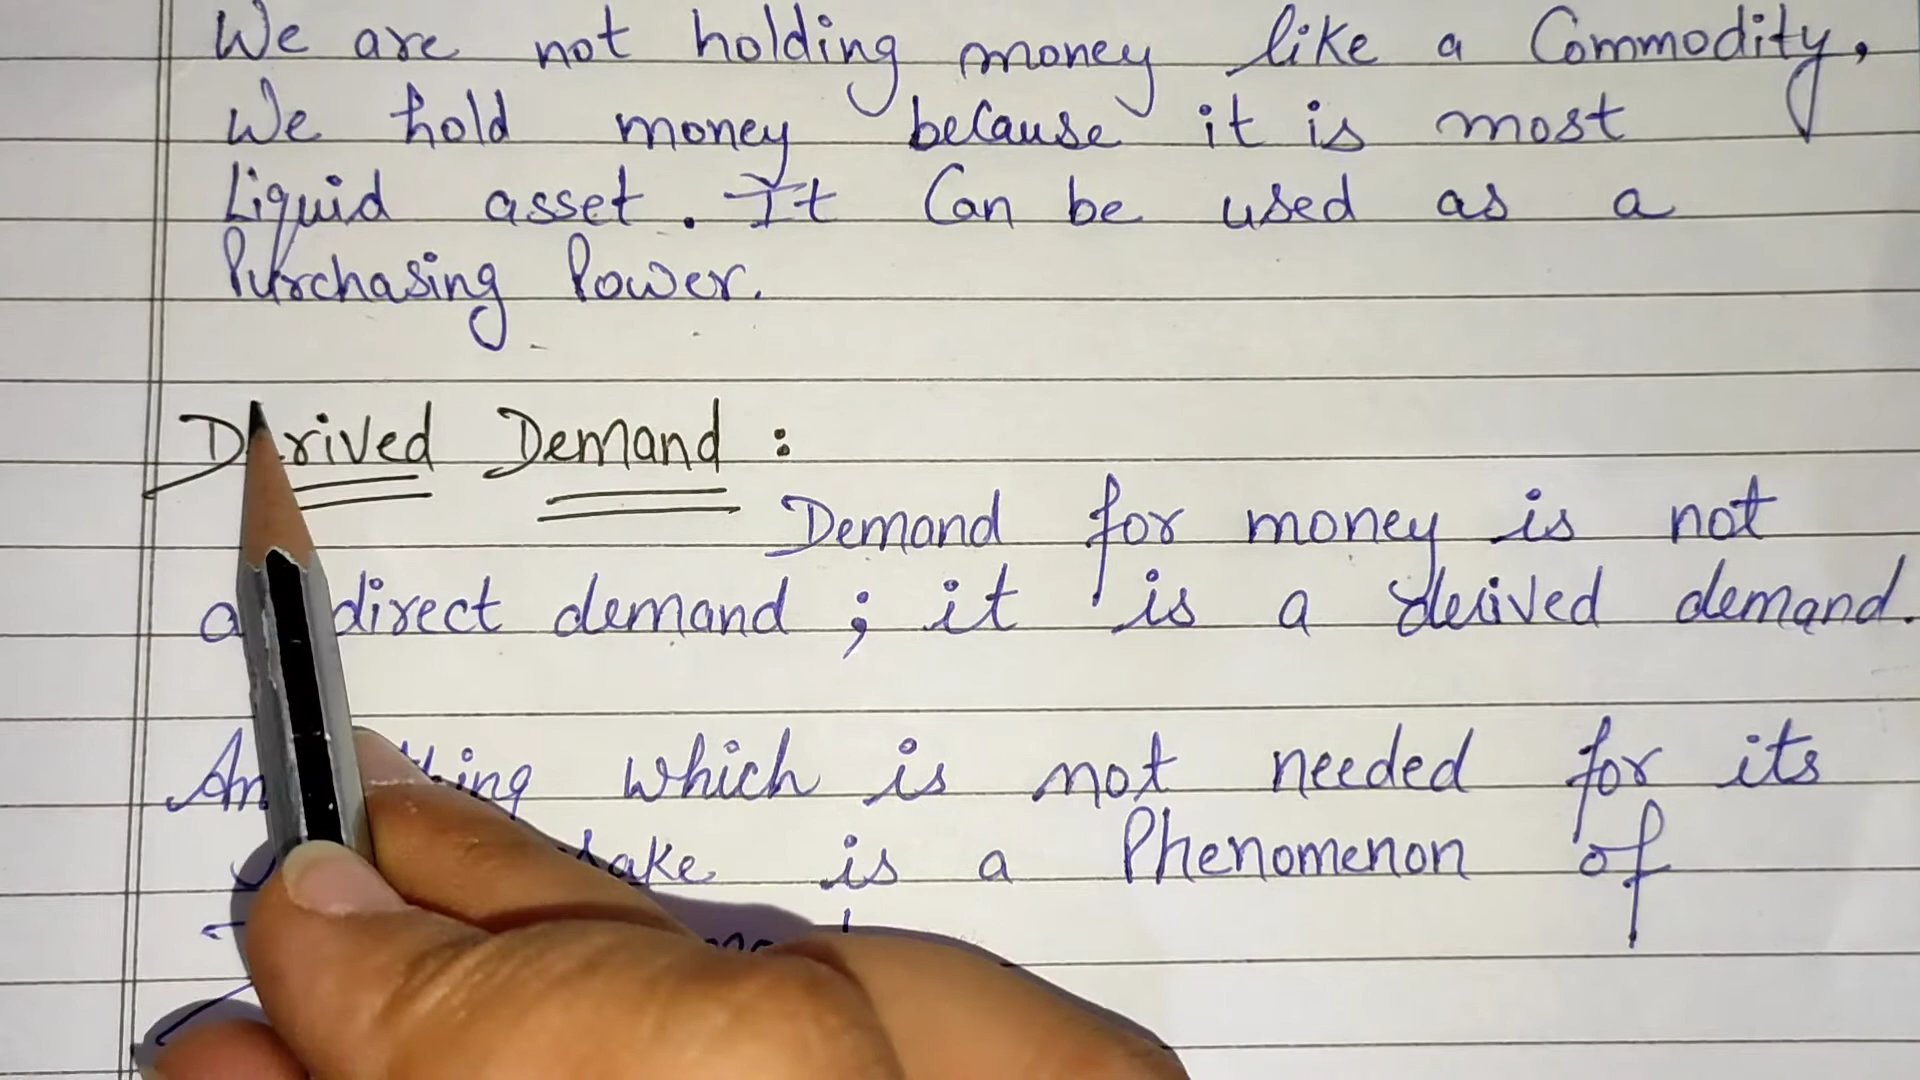 We are not holding money like a Commodity,
We hold money because it is most
Liquid asset. It Can be used as a
Purchasing Power.
Derived Demand :
Demand for money is not
a direct demand ; it is a derived demand.
which is not needed for its
sake is a Phenomenon of